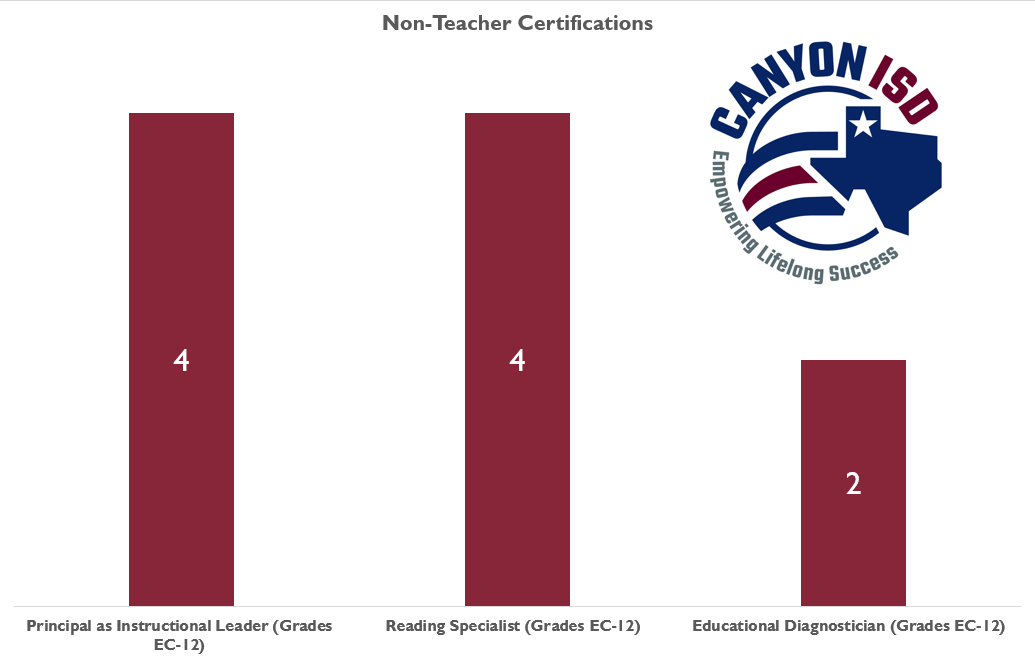 Non-Teacher Certifications
CANYON ISD
Empowering Lifelong Success
4
4
2
Principal as Instructional Leader (Grades
EC-12)
Reading Specialist (Grades EC-12)
Educational Diagnostician (Grades EC-12)